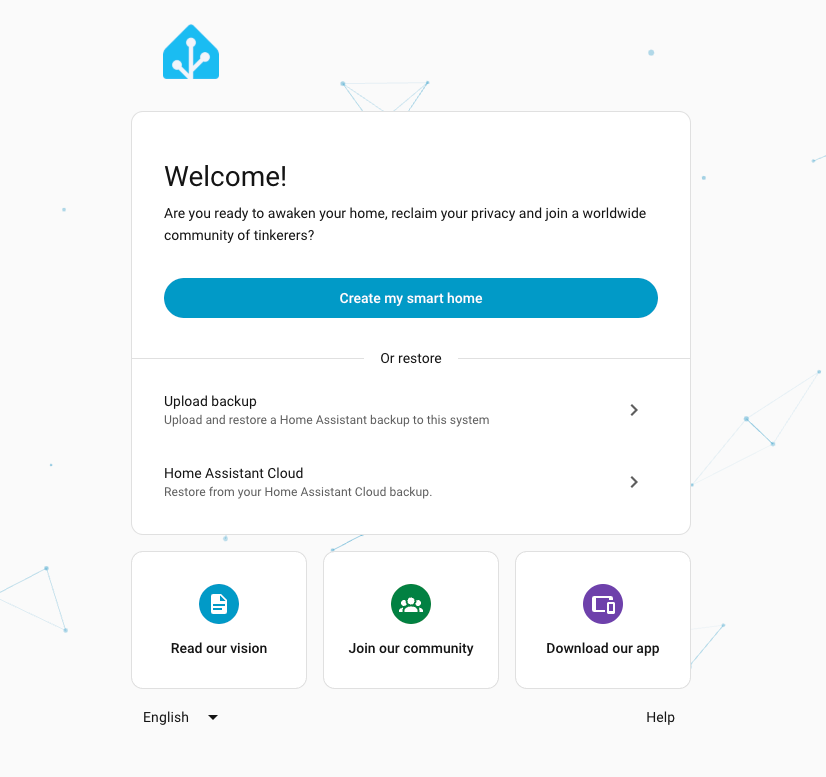 Welcome!
Are you ready to awaken your home, reclaim your privacy and join a worldwide
community of tinkerers?
Create my smart home
Or restore
Upload backup
Upload and restore a Home Assistant backup to this system
Home Assistant Cloud
Restore from your Home Assistant Cloud backup.
Read our vision
Join our community
Download our app
English
Help